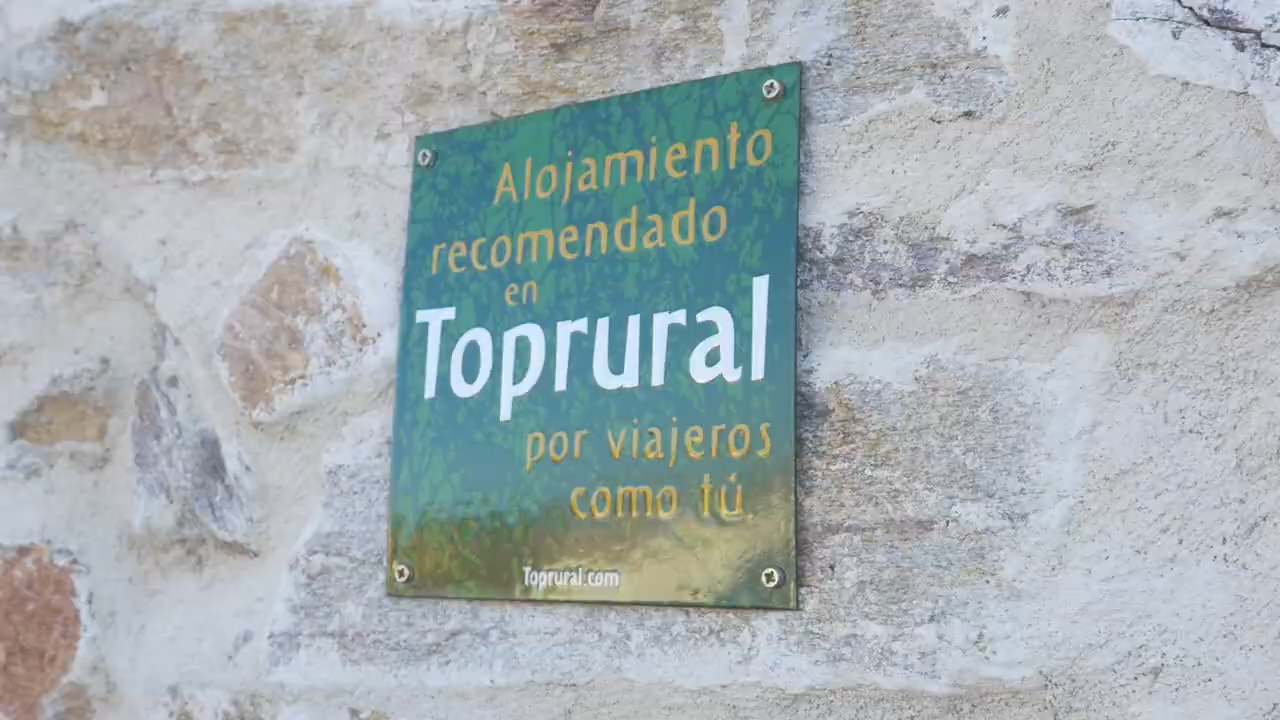 Alojamiento
recomendado
en
Toprural
por viajeros
como tú
Toprural.com